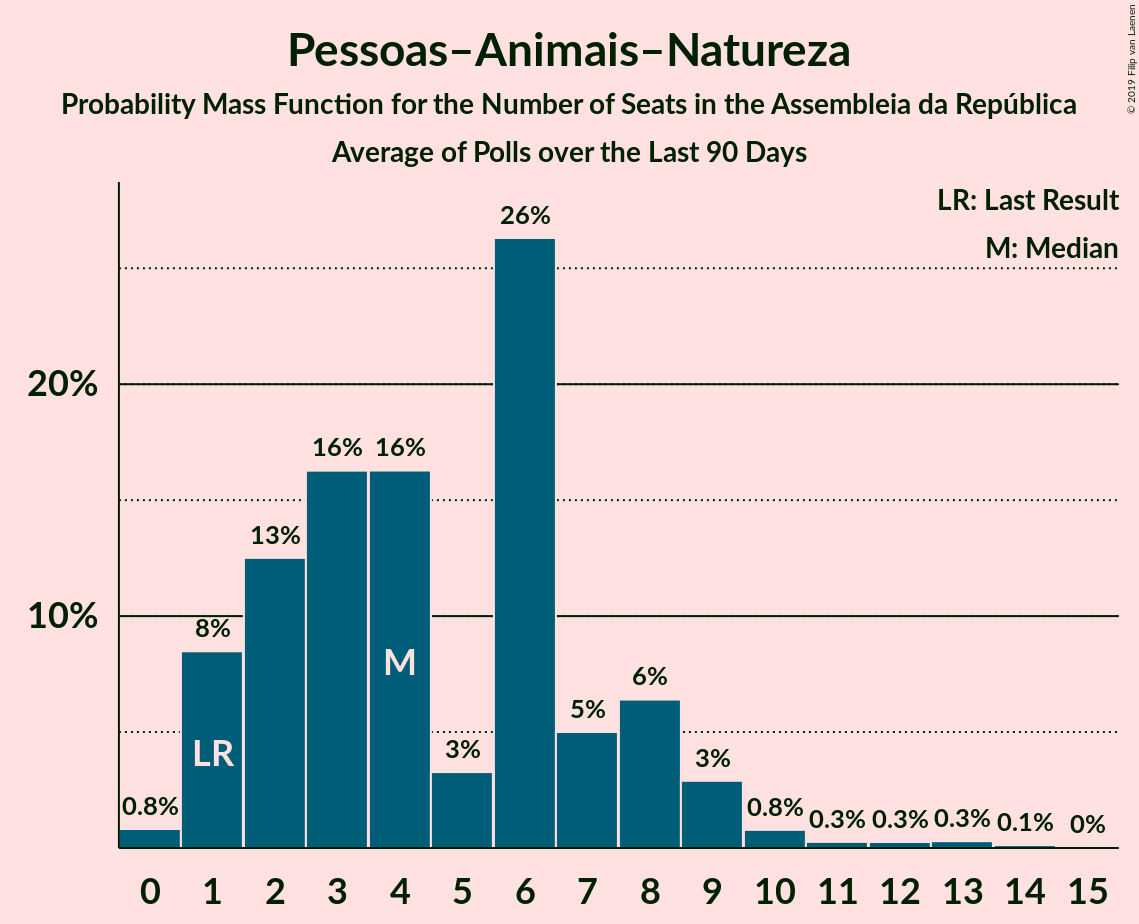 Pessoas–Animais–Natureza
Probability Mass Function for the Number of Seats in the Assembleia da República
Average of Polls over the Last 90 Days
© 2019 Filip van Laenen
LR: Last Result
M: Median
20%
10%
0.8%
8%
13%
16%
16%
3%
26%
5%
6%
3%
0.8%
0.3%
0.3%
0.3%
0.1%
0%
LR
M
0 1 2 3 4 5 6 7 8 9 10 11 12 13 14 15